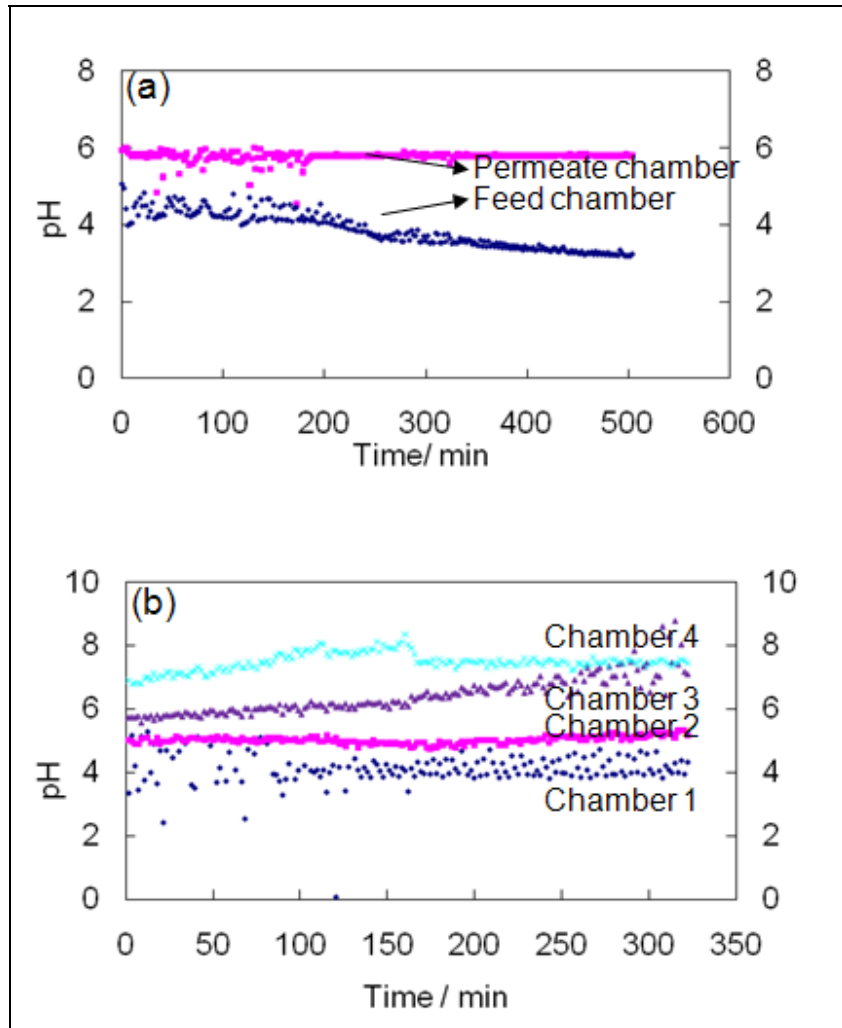 (a)
8 8
6 6
Permeate chamber
Feed chamber
4 4
pH
2 2
0 0
0 100 200 300 400 500 600
Time/ min
10 10
(b)
8 8
Chamber 4
6 6
Chamber 3
Chamber 2
pH
4 4
Chamber 1
2 2
0 0
0 50 100 150 200 250 300 350
Time / min